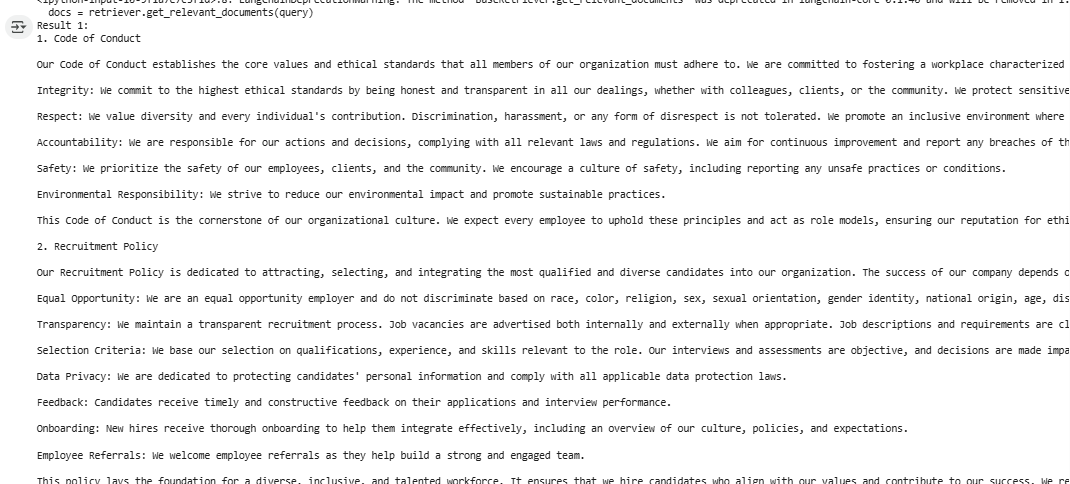 docs = retriever.get_relevant_documents(query)
Result 1:
1. Code of Conduct
Our Code of Conduct establishes the core values and ethical standards that all members of our organization must adhere to. We are committed to fostering a workplace characterized
Integrity: We commit to the highest ethical standards by being honest and transparent in all our dealings, whether with colleagues, clients, or the community. We protect sensitive
Respect: We value diversity and every individual's contribution. Discrimination, harassment, or any form of disrespect is not tolerated. We promote an inclusive environment where
Accountability: We are responsible for our actions and decisions, complying with all relevant laws and regulations. We aim for continuous improvement and report any breaches of th
Safety: We prioritize the safety of our employees, clients, and the community. We encourage a culture of safety, including reporting any unsafe practices or conditions.
Environmental Responsibility: We strive to reduce our environmental impact and promote sustainable practices.
This Code of Conduct is the cornerstone of our organizational culture. We expect every employee to uphold these principles and act as role models, ensuring our reputation for ethi
2. Recruitment Policy
Our Recruitment Policy is dedicated to attracting, selecting, and integrating the most qualified and diverse candidates into our organization. The success of our company depends o
Equal Opportunity: We are an equal opportunity employer and do not discriminate based on race, color, religion, sex, sexual orientation, gender identity, national origin, age, dis
Transparency: We maintain a transparent recruitment process. Job vacancies are advertised both internally and externally when appropriate. Job descriptions and requirements are cl
Selection Criteria: We base our selection on qualifications, experience, and skills relevant to the role. Our interviews and assessments are objective, and decisions are made impa
Data Privacy: We are dedicated to protecting candidates' personal information and comply with all applicable data protection laws.
Feedback: Candidates receive timely and constructive feedback on their applications and interview performance.
Onboarding: New hires receive thorough onboarding to help them integrate effectively, including an overview of our culture, policies, and expectations.
Employee Referrals: We welcome employee referrals as they help build a strong and engaged team.
This policy lays the foundation for a diverse, inclusive, and talented workforce. It ensures that we hire candidates who align with our values and contribute to our success. We re